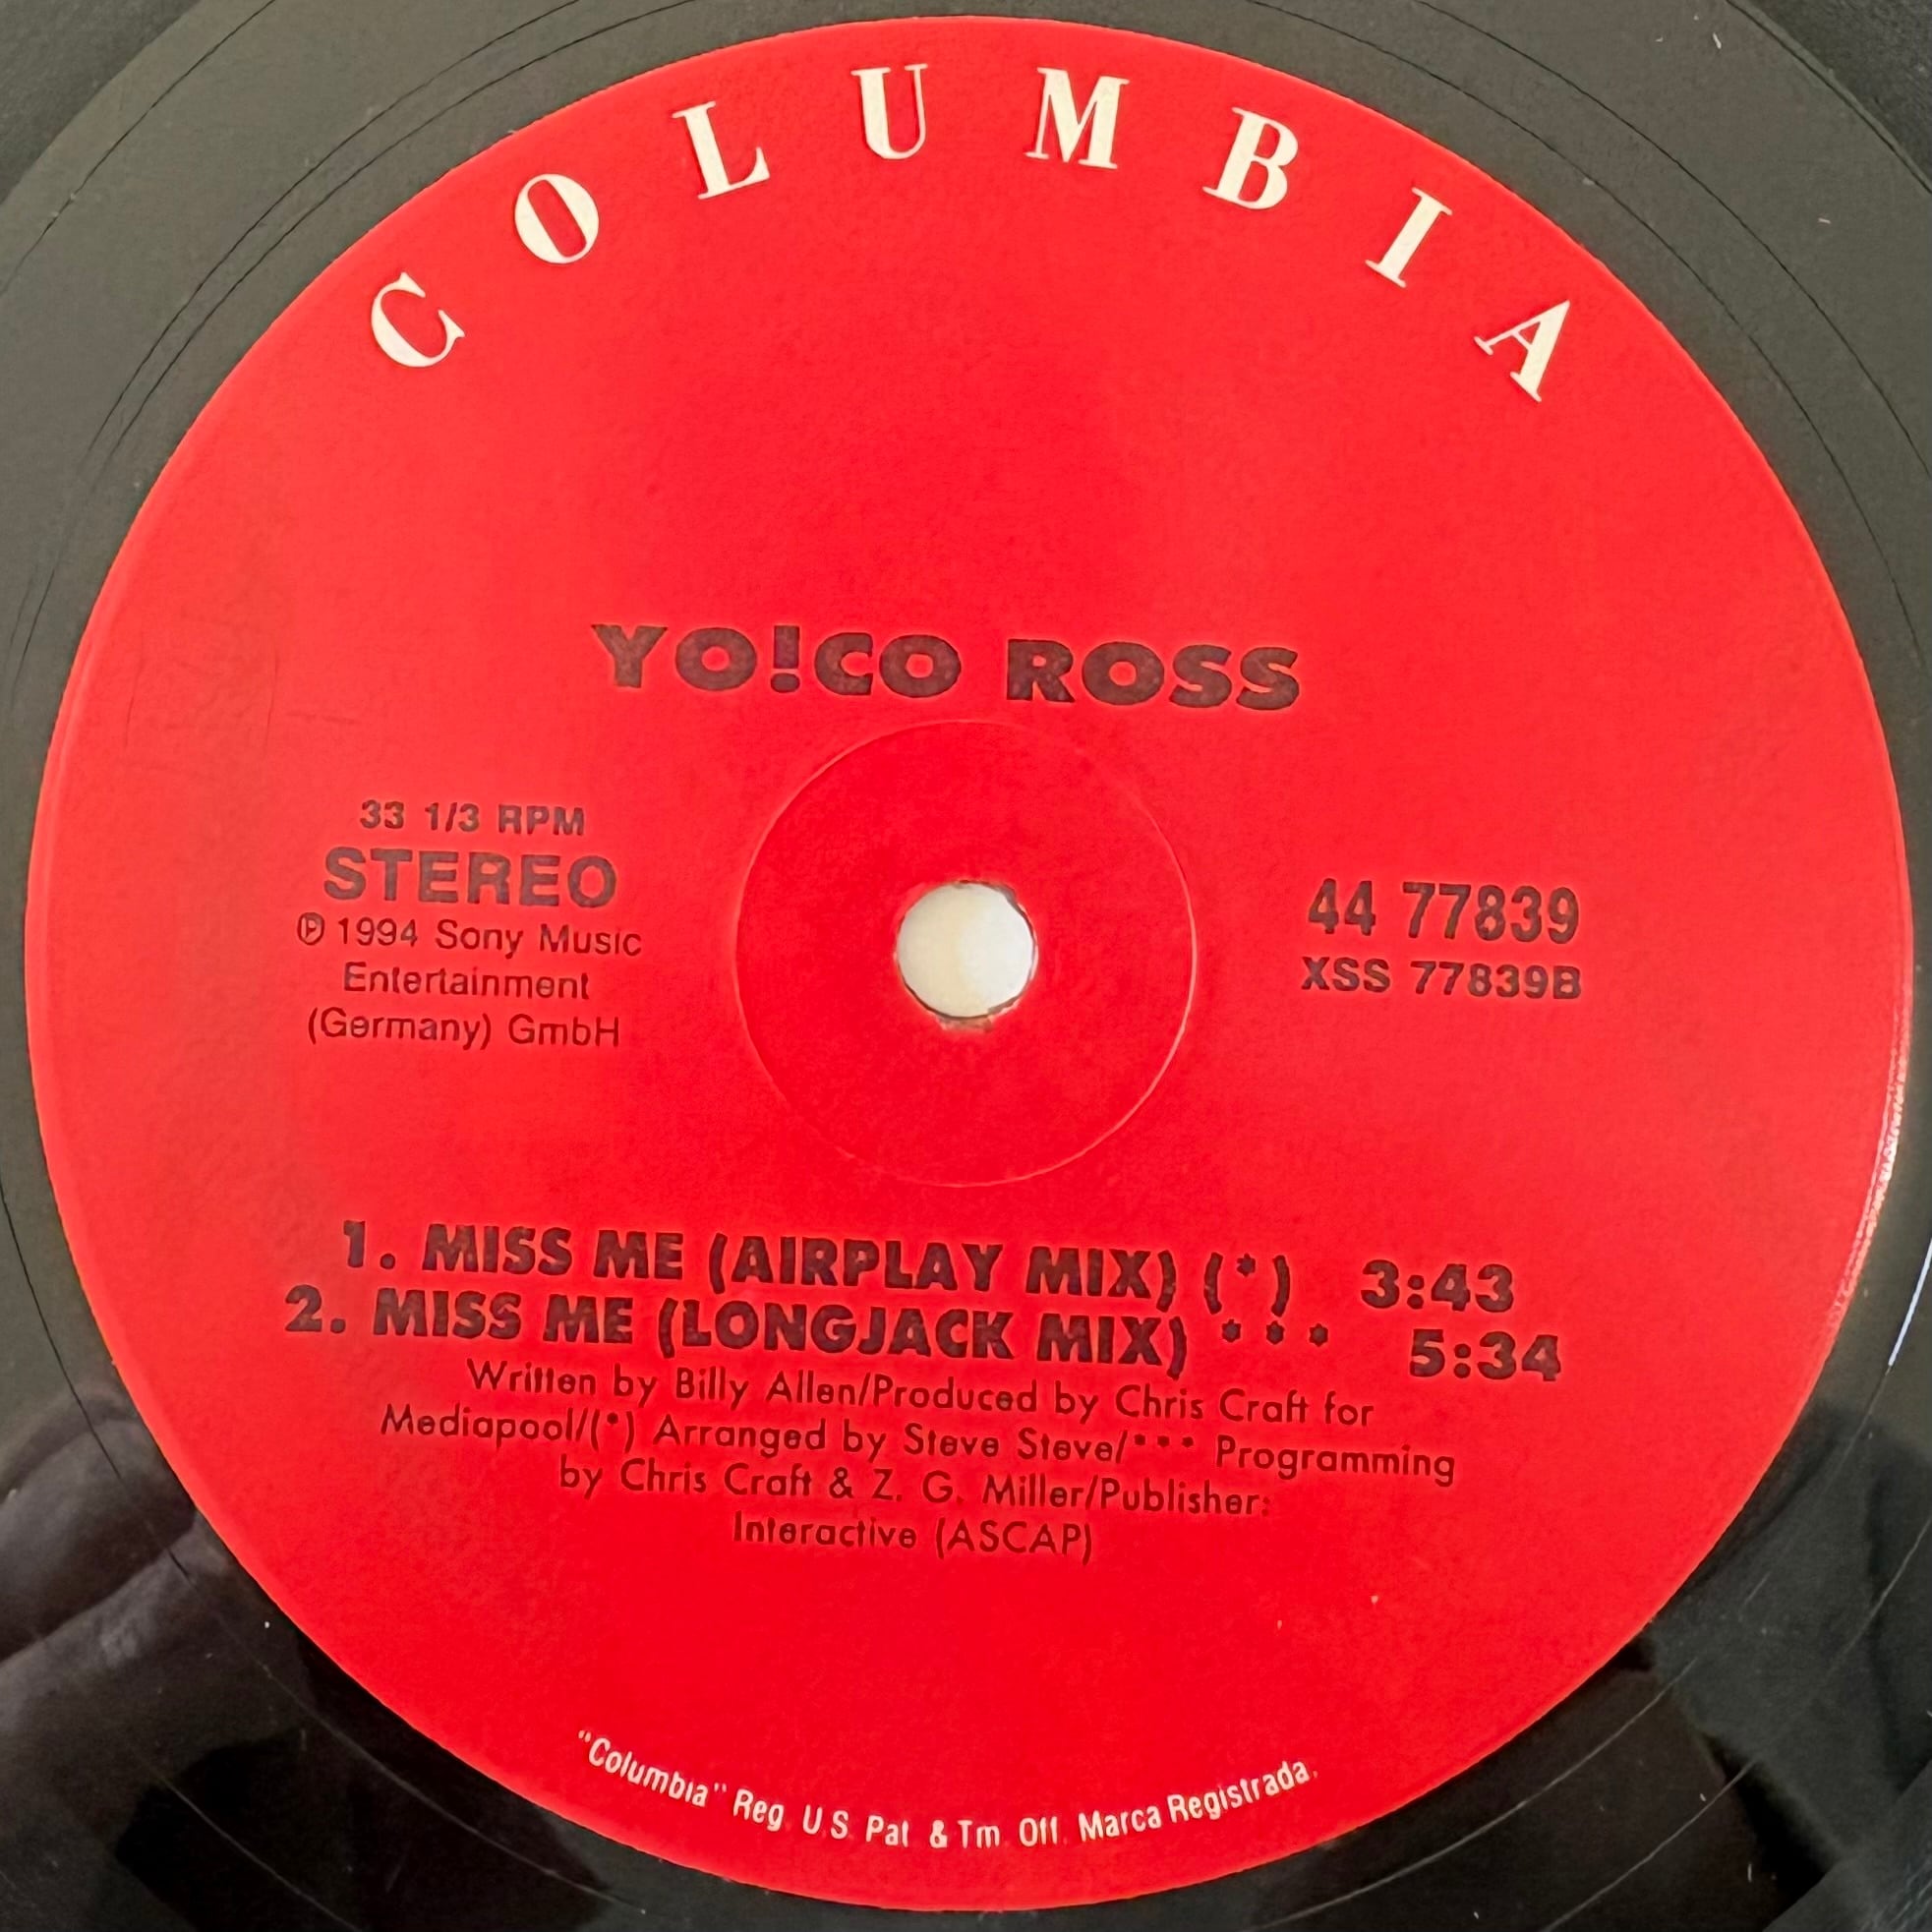 COLUMBIA
YO!CO ROSS
33 1/3 RPM
STEREO
℗ 1994 Sony Music
Entertainment
(Germany) GmbH
44 77839
XSS 77839B
1. MISS ME (AIRPLAY MIX) (*) 3:43
2. MISS ME (LONGJACK MIX) *** 5:34
Written by Billy Allen/Produced by Chris Craft for
Mediapool/(*) Arranged by Steve Steve/*** Programming
by Chris Craft & Z. G. Miller/Publisher:
Interactive (ASCAP)
"Columbia" Reg. U.S. Pat. & Tm. Off. Marca Registrada.